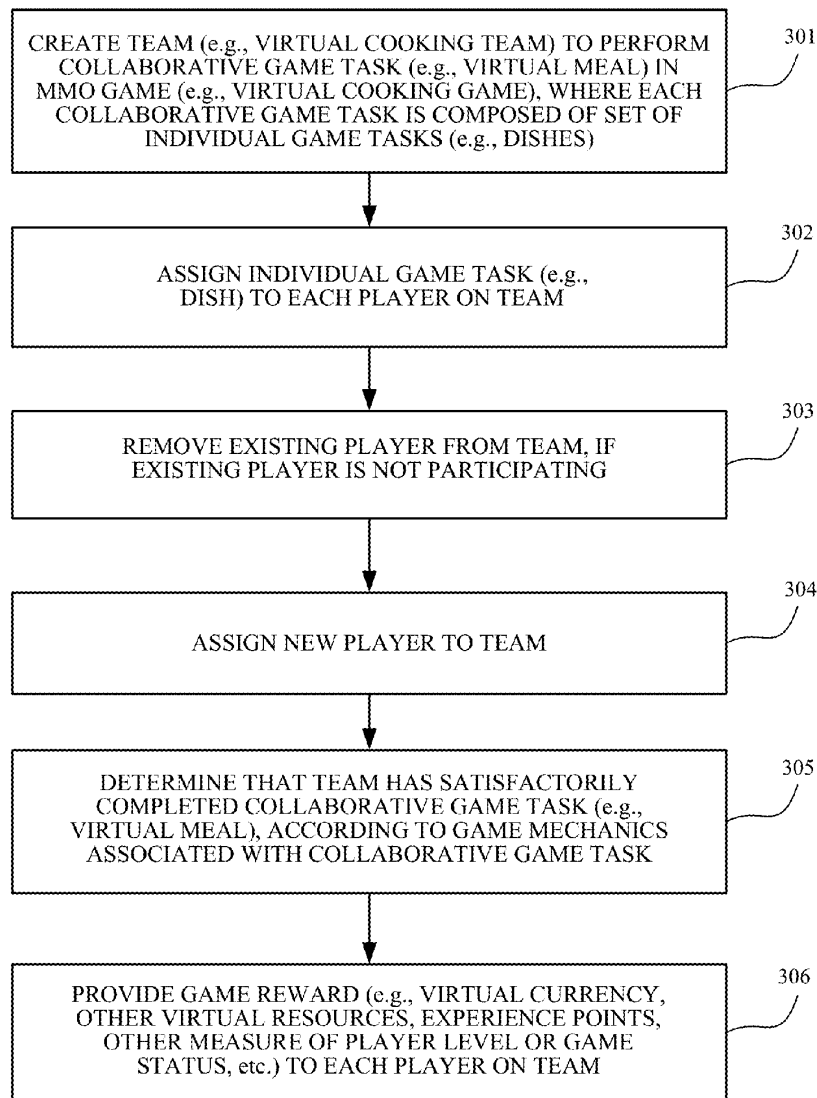 CREATE TEAM (e.g., VIRTUAL COOKING TEAM) TO PERFORM
COLLABORATIVE GAME TASK (e.g., VIRTUAL MEAL) IN
MMO GAME (e.g., VIRTUAL COOKING GAME), WHERE EACH
COLLABORATIVE GAME TASK IS COMPOSED OF SET OF
INDIVIDUAL GAME TASKS (e.g., DISHES)
301
ASSIGN INDIVIDUAL GAME TASK (e.g.,
DISH) TO EACH PLAYER ON TEAM
302
REMOVE EXISTING PLAYER FROM TEAM, IF
EXISTING PLAYER IS NOT PARTICIPATING
303
ASSIGN NEW PLAYER TO TEAM
304
DETERMINE THAT TEAM HAS SATISFACTORILY
COMPLETED COLLABORATIVE GAME TASK (e.g.,
VIRTUAL MEAL), ACCORDING TO GAME MECHANICS
ASSOCIATED WITH COLLABORATIVE GAME TASK
305
PROVIDE GAME REWARD (e.g., VIRTUAL CURRENCY,
OTHER VIRTUAL RESOURCES, EXPERIENCE POINTS,
OTHER MEASURE OF PLAYER LEVEL OR GAME
STATUS, etc.) TO EACH PLAYER ON TEAM
306